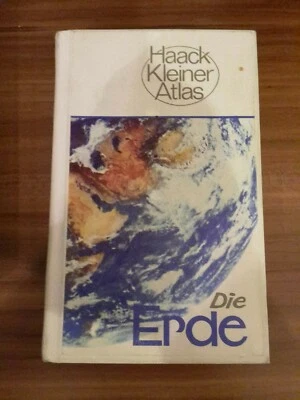 Haack
Kleiner
Atlas
Die
Erde